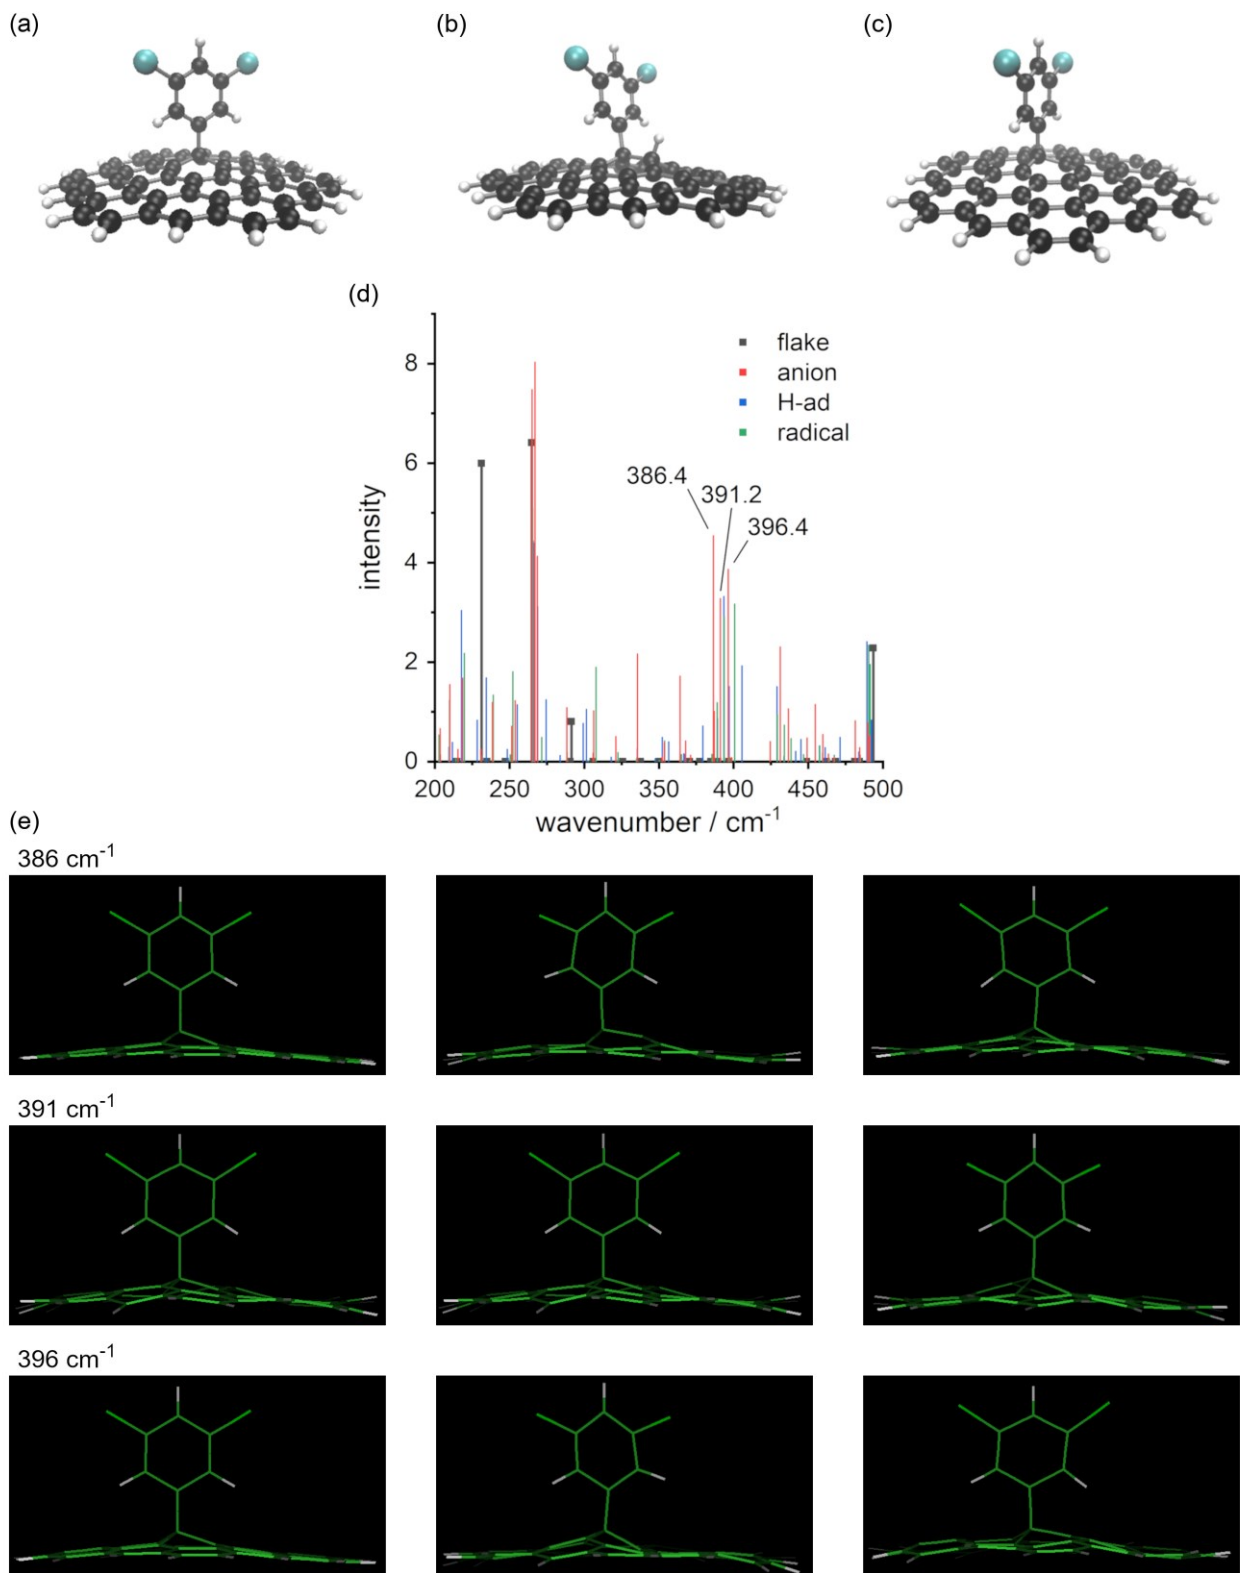 (a)
(b)
(c)
(d)
flake
anion
H-ad
radical
386.4
391.2
396.4
intensity
8
6
4
2
0
200 250 300 350 400 450 500
wavenumber / cm⁻¹
(e)
386 cm⁻¹
391 cm⁻¹
396 cm⁻¹